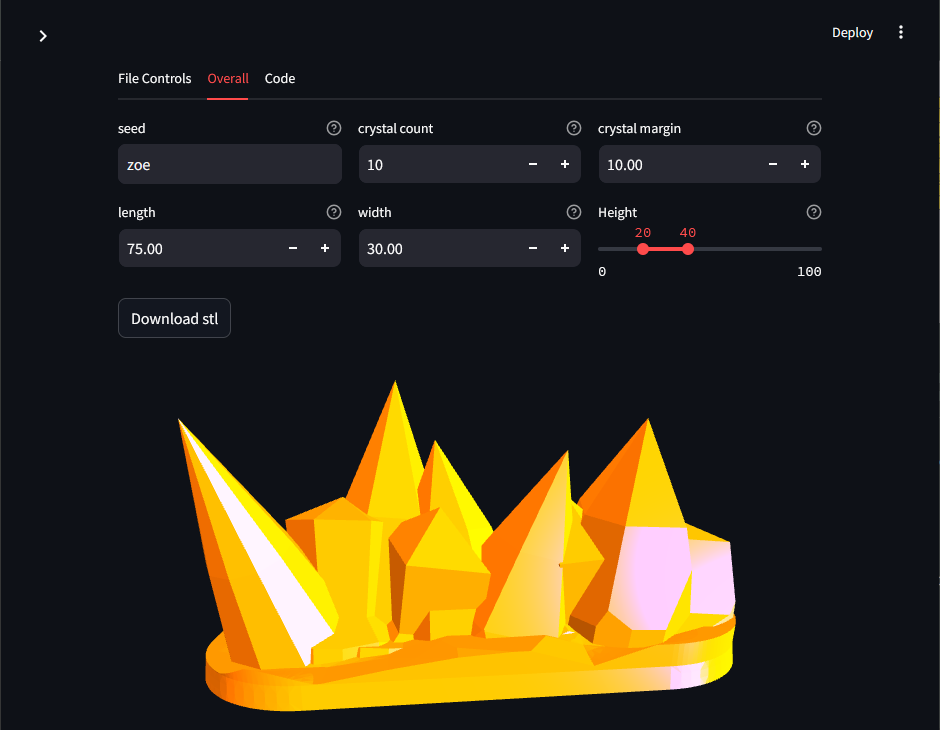 Deploy
File Controls Overall Code
seed crystal count crystal margin
zoe 10 10.00
length width Height
20 40
75.00 30.00
0 100
Download stl